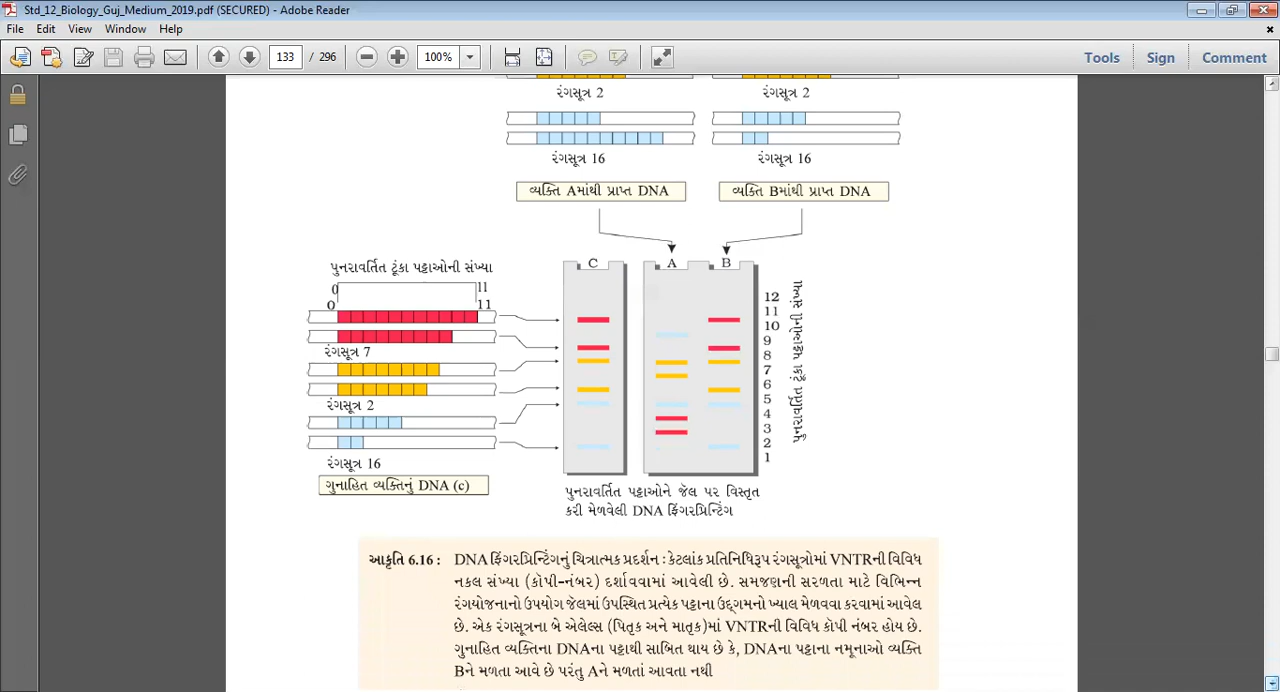 Std_12_Biology_Guj_Medium_2019.pdf (SECURED) - Adobe Reader
File Edit View Window Help
133 / 296 100% Tools Sign Comment
રંગસૂત્ર 2 રંગસૂત્ર 2
રંગસૂત્ર 16 રંગસૂત્ર 16
વ્યક્તિ Aમાંથી પ્રાપ્ત DNA વ્યક્તિ Bમાંથી પ્રાપ્ત DNA
પુનરાવર્તિત ટૂંકા પટ્ટાઓની સંખ્યા
0 11
0 11
રંગસૂત્ર 7
રંગસૂત્ર 2
રંગસૂત્ર 16
ગુનાહિત વ્યક્તિનું DNA (c)
C A B
12
11
10
9
8
7
6
5
4
3
2
1
પુનરાવર્તિત ટૂંકા પટ્ટાઓની સંખ્યા
પુનરાવર્તિત પટ્ટાઓને જૅલ પર વિસ્તૃત
કરી મેળવેલી DNA ફિંગરપ્રિન્ટિંગ
આકૃતિ 6.16 : DNA ફિંગરપ્રિન્ટિંગનું ચિત્રાત્મક પ્રદર્શન : કેટલાંક પ્રતિનિધિરૂપ રંગસૂત્રોમાં VNTRની વિવિધ
નકલ સંખ્યા (કૉપી-નંબર) દર્શાવવામાં આવેલી છે. સમજણની સરળતા માટે વિભિન્ન
રંગયોજનાનો ઉપયોગ જૅલમાં ઉપસ્થિત પ્રત્યેક પટ્ટાના ઉદ્ગમનો ખ્યાલ મેળવવા કરવામાં આવેલ
છે. એક રંગસૂત્રના બે એલેલ્સ (પિતૃક અને માતૃક)માં VNTRની વિવિધ કૉપી નંબર હોય છે.
ગુનાહિત વ્યક્તિના DNAના પટ્ટાથી સાબિત થાય છે કે, DNAના પટ્ટાના નમૂનાઓ વ્યક્તિ
Bને મળતા આવે છે પરંતુ Aને મળતાં આવતા નથી